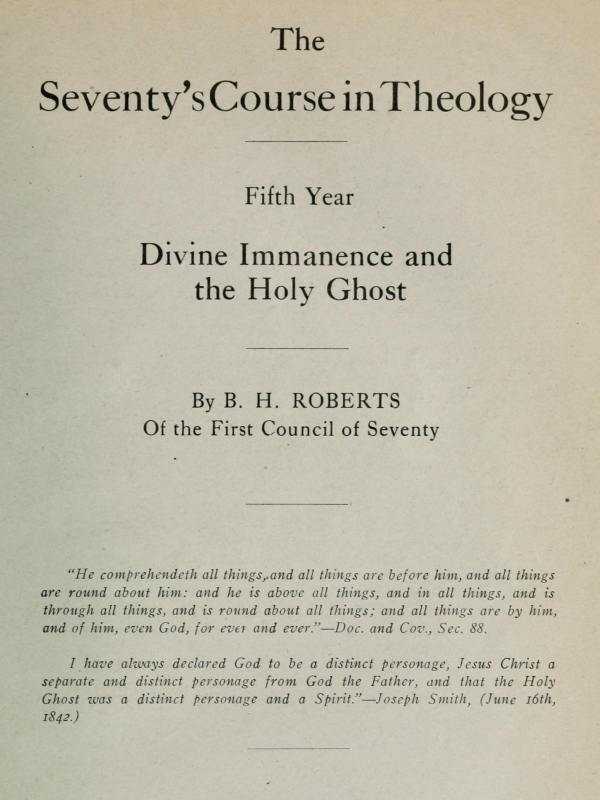 The
Seventy's Course in Theology
Fifth Year
Divine Immanence and
the Holy Ghost
By B. H. ROBERTS
Of the First Council of Seventy
"He comprehendeth all things, and all things are before him, and all things
are round about him: and he is above all things, and in all things, and is
through all things, and is round about all things; and all things are by him,
and of him, even God, for ever and ever."—Doc. and Cov., Sec. 88.
I have always declared God to be a distinct personage, Jesus Christ a
separate and distinct personage from God the Father, and that the Holy
Ghost was a distinct personage and a Spirit."—Joseph Smith, (June 16th,
1842.)